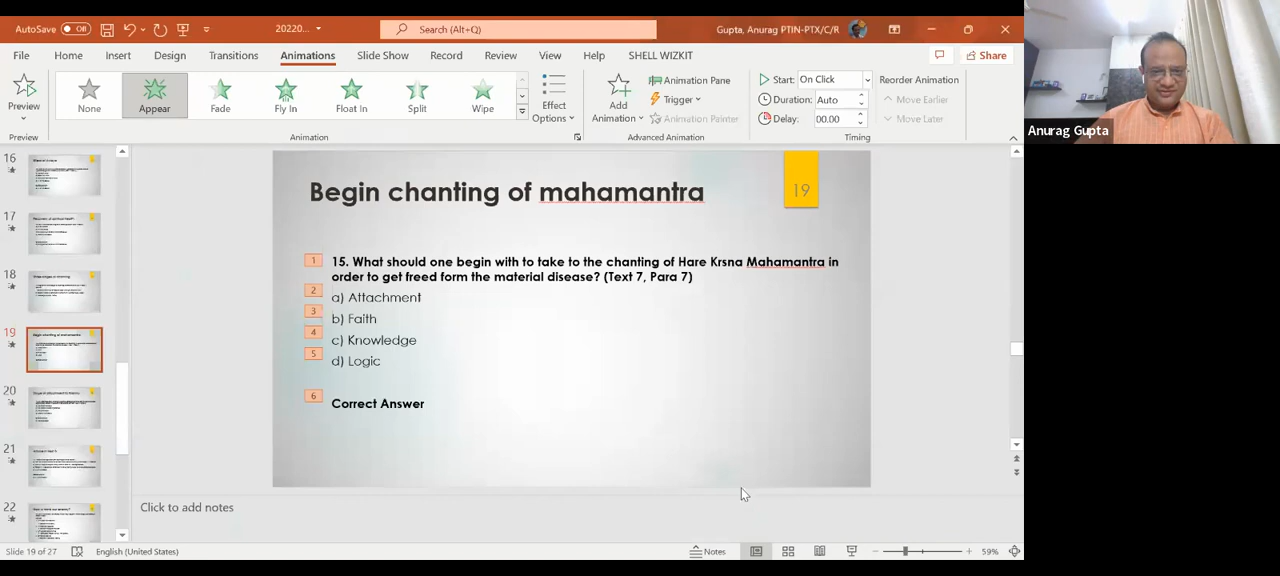 AutoSave Off 20220... Search (Alt+Q) Gupta, Anurag PTIN-PTX/C/R
File Home Insert Design Transitions Animations Slide Show Record Review View Help SHELL WIZKIT Share
Preview None Appear Fade Fly In Float In Split Wipe Effect Options Add Animation Animation Pane Trigger Animation Painter Start: On Click Duration: Auto Delay: 00.00 Reorder Animation Move Earlier Move Later
Preview Animation Advanced Animation Timing
Anurag Gupta
16
17
18
19
20
21
22
Begin chanting of mahamantra
19
1 15. What should one begin with to take to the chanting of Hare Krsna Mahamantra in
order to get freed form the material disease? (Text 7, Para 7)
2 a) Attachment
3 b) Faith
4 c) Knowledge
5 d) Logic
6 Correct Answer
Click to add notes
Slide 19 of 27 English (United States) Notes 59%